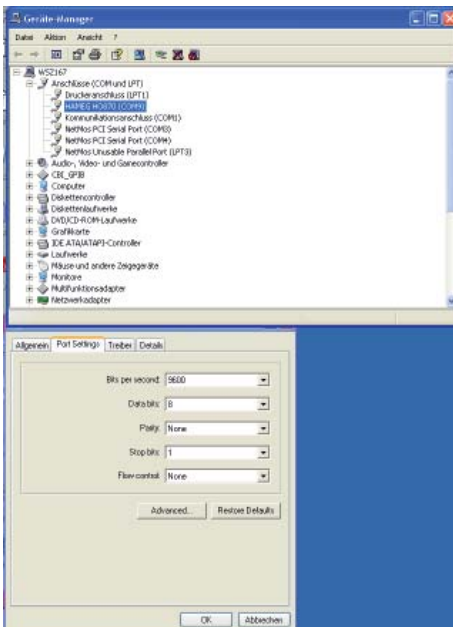 Geräte-Manager
Datei Aktion Ansicht ?
WS2167
Anschlüsse (COM und LPT)
Druckeranschluss (LPT1)
HAMEG HO870 (COM9)
Kommunikationsanschluss (COM1)
NetMos PCI Serial Port (COM3)
NetMos PCI Serial Port (COM4)
NetMos Unusable Parallel Port (LPT3)
Audio-, Video- und Gamecontroller
CEC_GPIB
Computer
Diskettencontroller
Diskettenlaufwerke
DVD/CD-ROM-Laufwerke
Grafikkarte
IDE ATA/ATAPI-Controller
Laufwerke
Mäuse und andere Zeigegeräte
Monitore
Multifunktionsadapter
Netzwerkadapter
Allgemein Port Settings Treiber Details
Bits per second: 9600
Data bits: 8
Parity: None
Stop bits: 1
Flow control: None
Advanced... Restore Defaults
OK Abbrechen